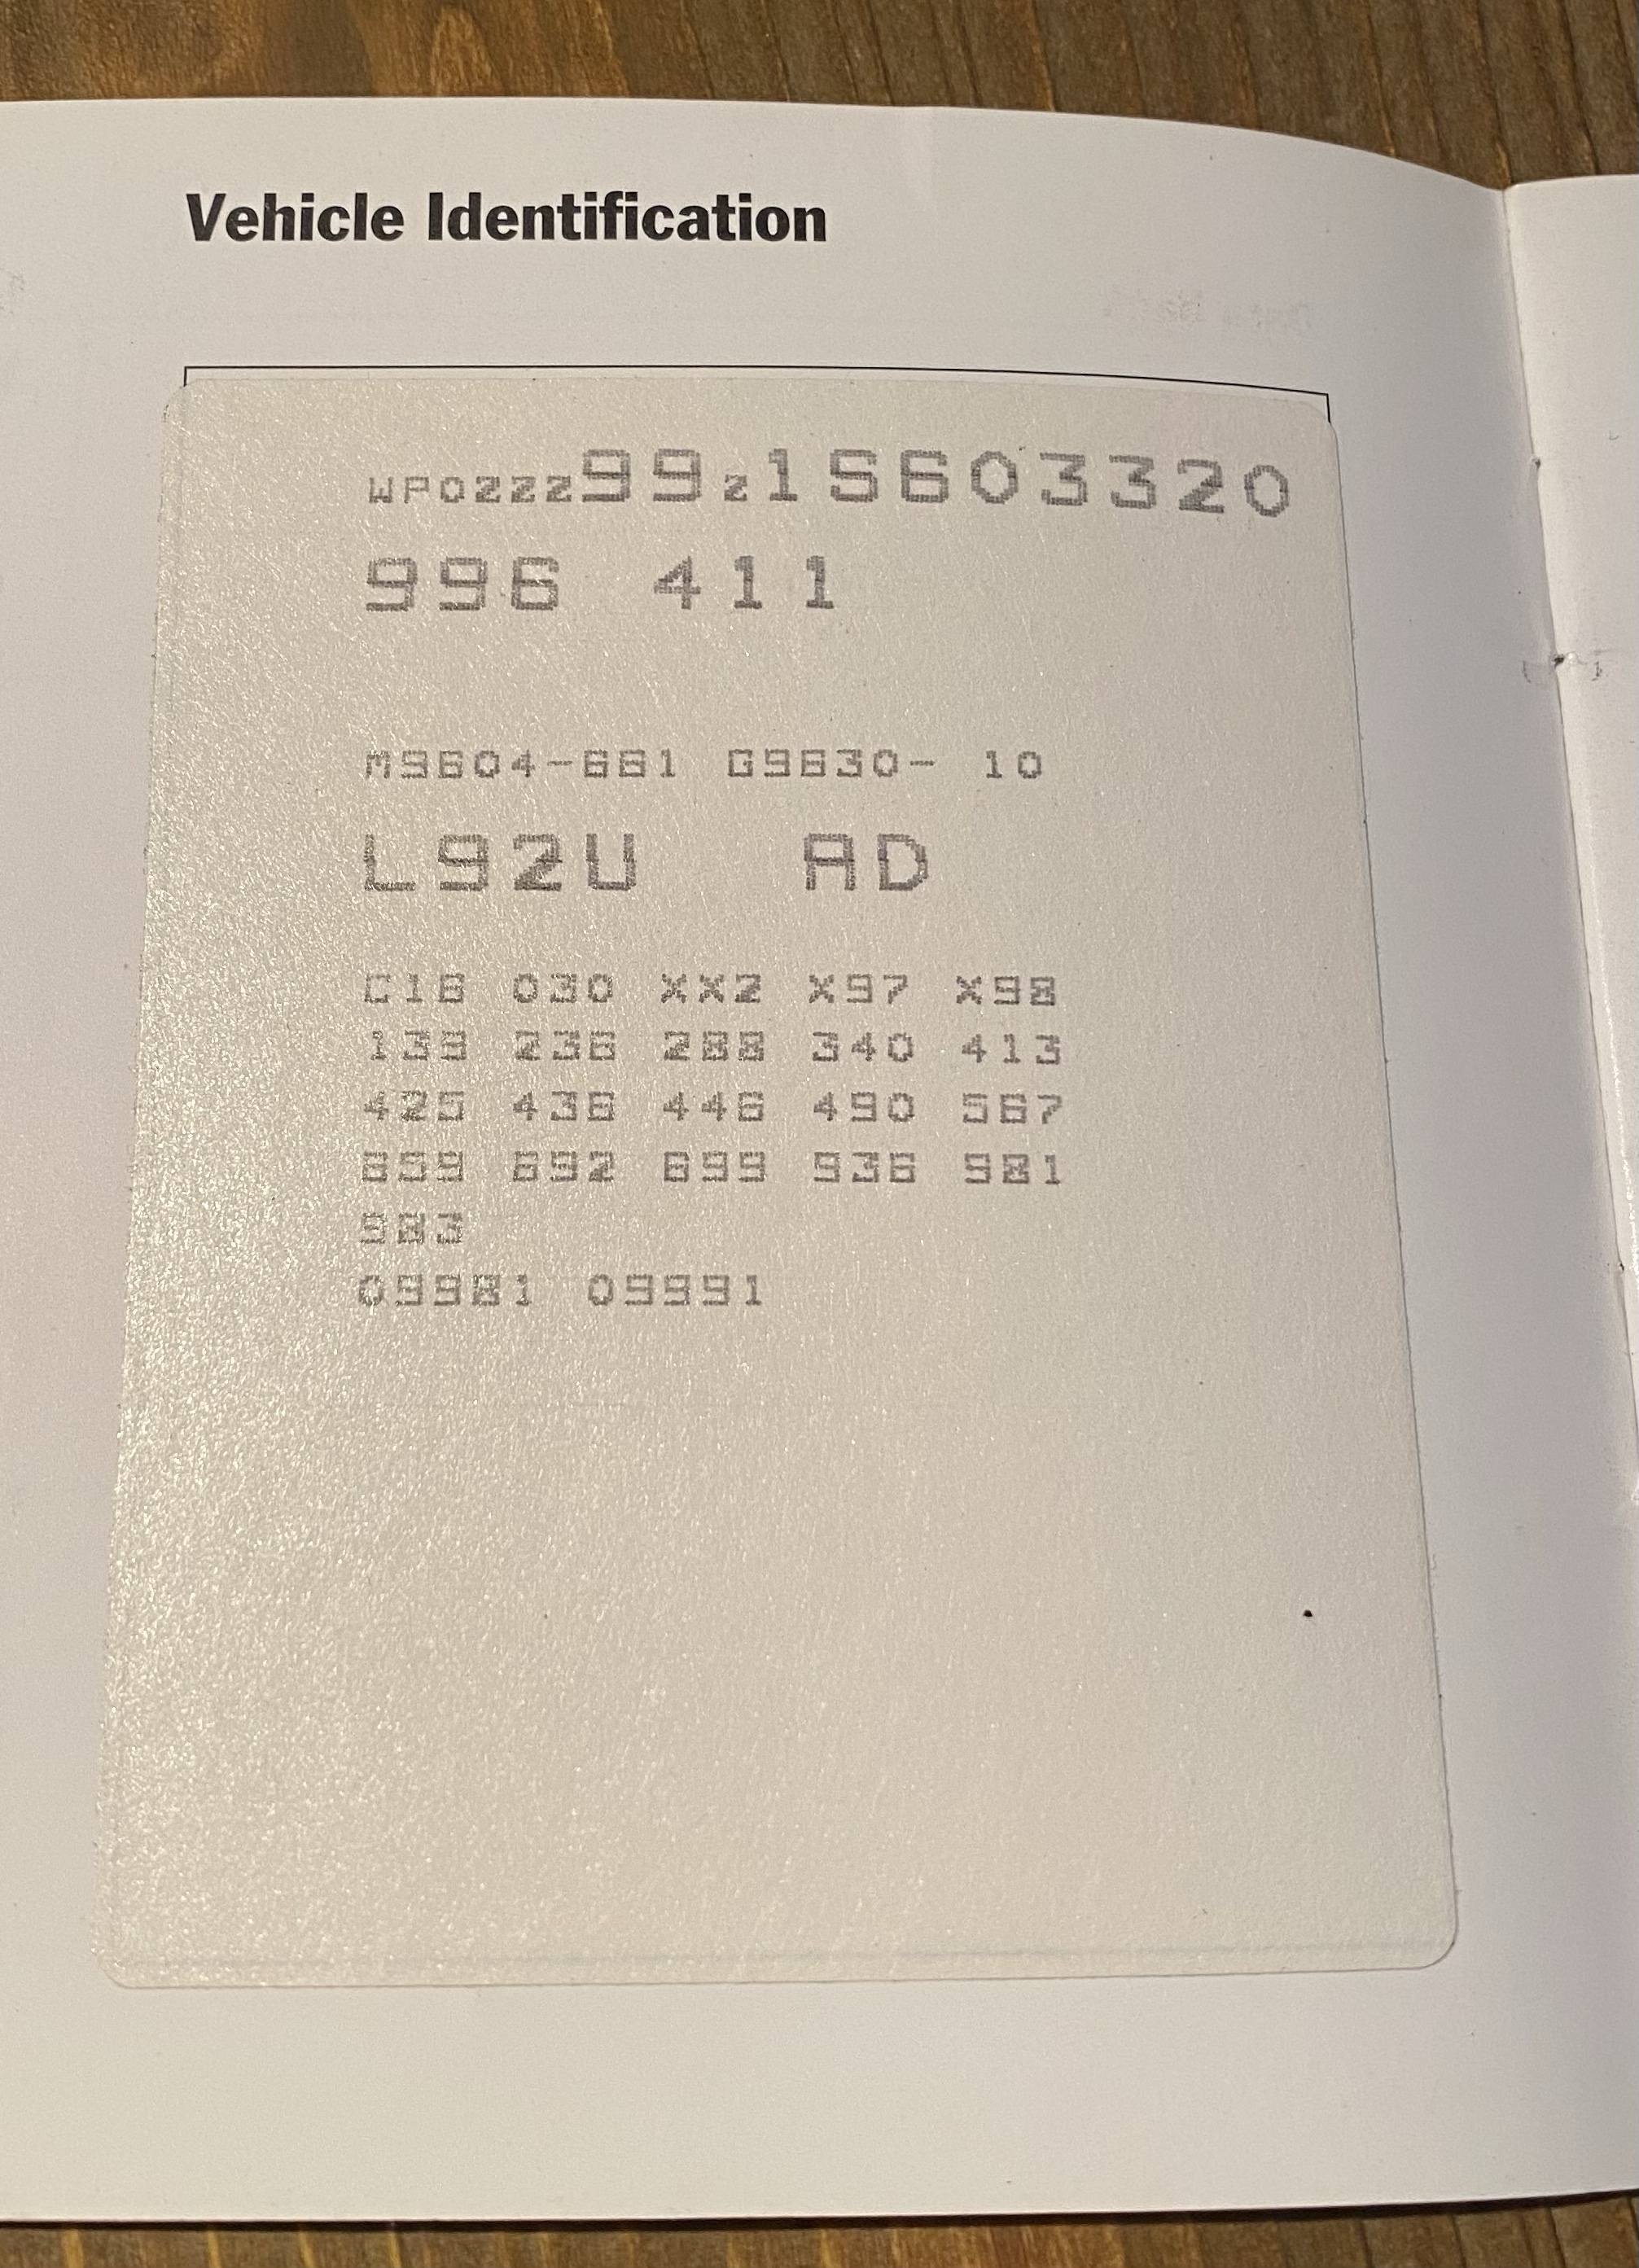 Vehicle Identification
WP0ZZZ99Z1S603320
996 411
M9604-661 G9630- 10
L92U AD
C16 030 XX2 X97 X98
P39 236 288 340 413
425 436 446 490 567
659 692 699 936 981
983
09981 09991